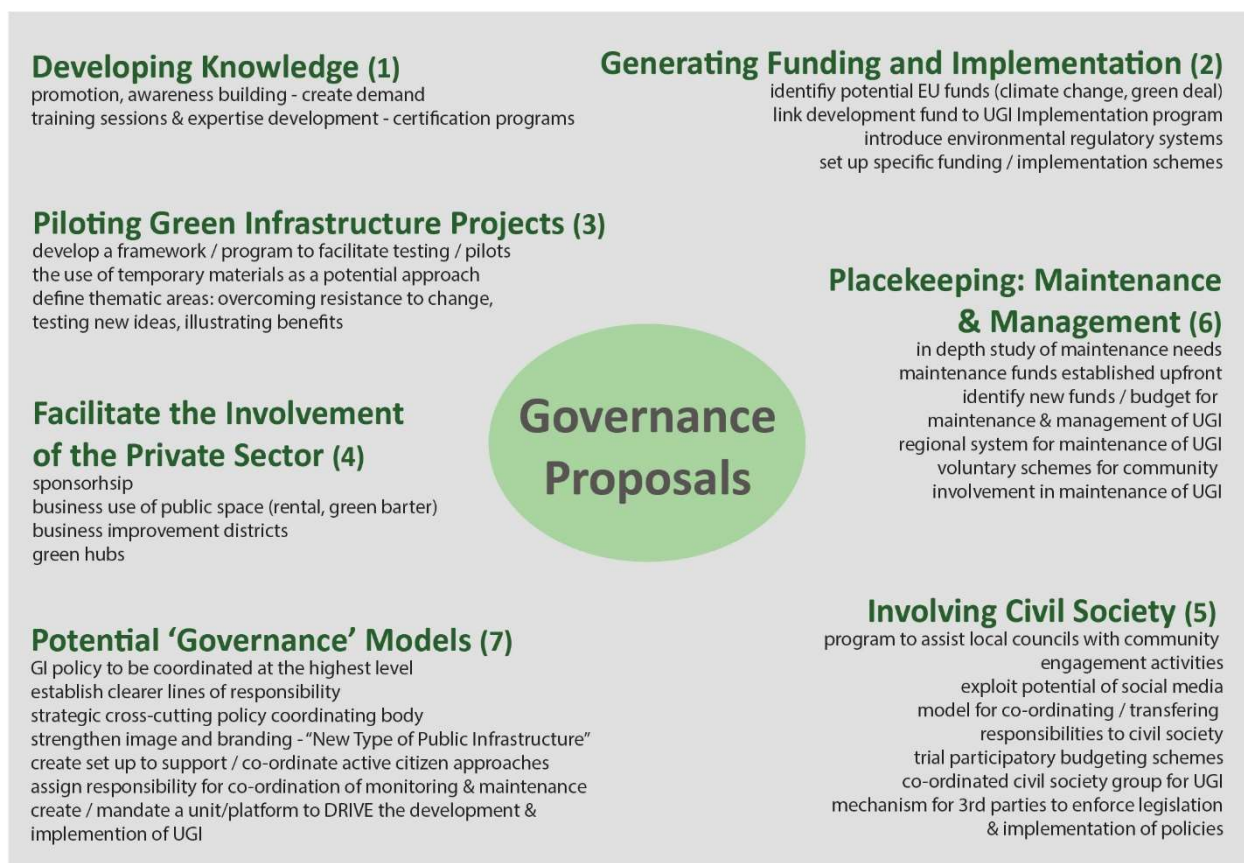 Developing Knowledge (1)
promotion, awareness building - create demand
training sessions & expertise development - certification programs
Generating Funding and Implementation (2)
identifiy potential EU funds (climate change, green deal)
link development fund to UGI Implementation program
introduce environmental regulatory systems
set up specific funding / implementation schemes
Piloting Green Infrastructure Projects (3)
develop a framework / program to facilitate testing / pilots
the use of temporary materials as a potential approach
define thematic areas: overcoming resistance to change,
testing new ideas, illustrating benefits
Placekeeping: Maintenance
& Management (6)
in depth study of maintenance needs
maintenance funds established upfront
identify new funds / budget for
maintenance & management of UGI
regional system for maintenance of UGI
voluntary schemes for community
involvement in maintenance of UGI
Governance
Proposals
Facilitate the Involvement
of the Private Sector (4)
sponsorhsip
business use of public space (rental, green barter)
business improvement districts
green hubs
Involving Civil Society (5)
program to assist local councils with community
engagement activities
exploit potential of social media
model for co-ordinating / transfering
responsibilities to civil society
trial participatory budgeting schemes
co-ordinated civil society group for UGI
mechanism for 3rd parties to enforce legislation
& implementation of policies
Potential ‘Governance’ Models (7)
GI policy to be coordinated at the highest level
establish clearer lines of responsibility
strategic cross-cutting policy coordinating body
strengthen image and branding - “New Type of Public Infrastructure”
create set up to support / co-ordinate active citizen approaches
assign responsibility for co-ordination of monitoring & maintenance
create / mandate a unit/platform to DRIVE the development &
implemention of UGI